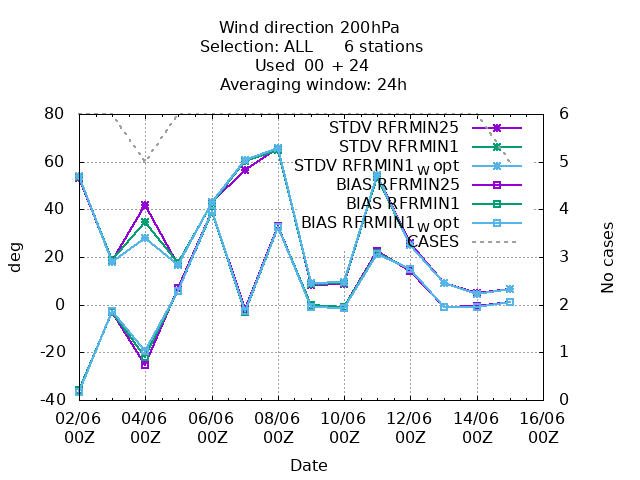 Wind direction 200hPa
Selection: ALL 6 stations
Used 00 + 24
Averaging window: 24h
80 6
STDV RFRMIN25
STDV RFRMIN1
60 5
STDV RFRMIN1_W opt
BIAS RFRMIN25
BIAS RFRMIN1
40 4
BIAS RFRMIN1_W opt
CASES
deg
No cases
20 3
0 2
-20 1
-40 0
02/06 04/06 06/06 08/06 10/06 12/06 14/06 16/06
00Z 00Z 00Z 00Z 00Z 00Z 00Z 00Z
Date